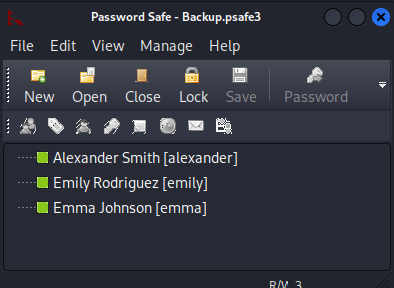 Password Safe - Backup.psafe3
File Edit View Manage Help
New Open Close Lock Save Password
Alexander Smith [alexander]
Emily Rodriguez [emily]
Emma Johnson [emma]
R/W 3